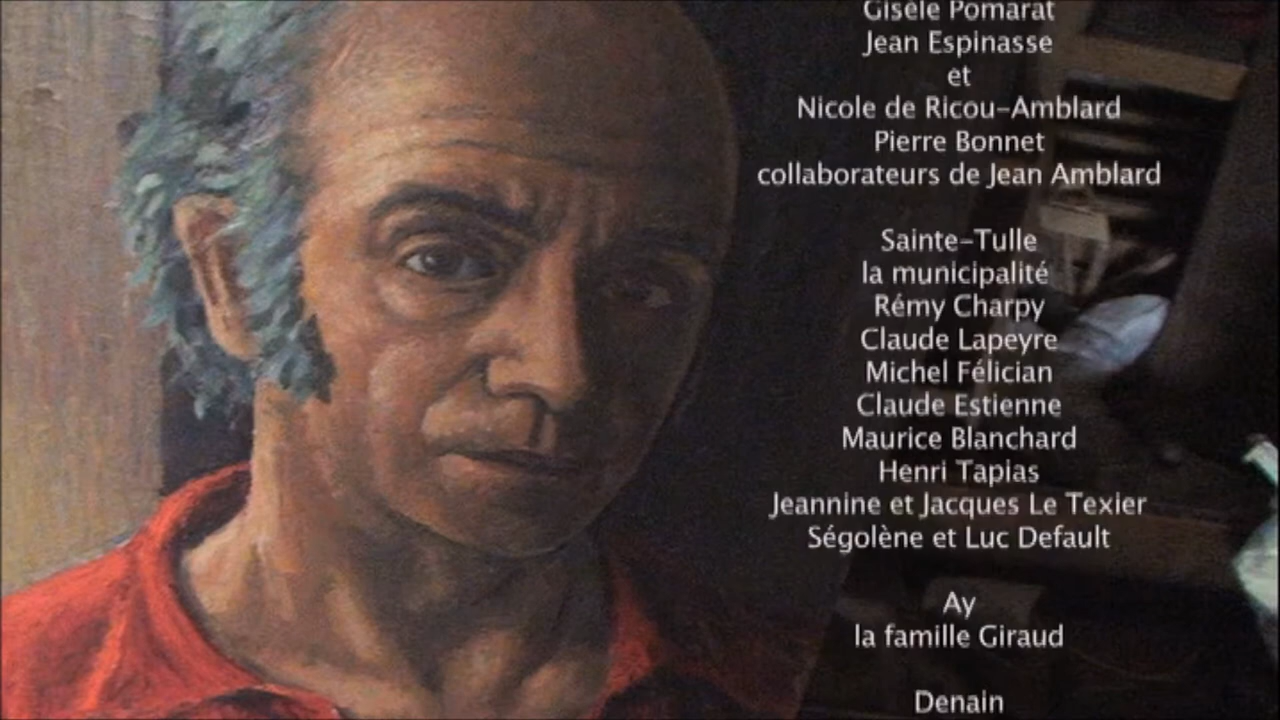 Gisèle Pomarat
Jean Espinasse
et
Nicole de Ricou-Amblard
Pierre Bonnet
collaborateurs de Jean Amblard
Sainte-Tulle
la municipalité
Rémy Charpy
Claude Lapeyre
Michel Félician
Claude Estienne
Maurice Blanchard
Henri Tapias
Jeannine et Jacques Le Texier
Ségolène et Luc Default
Ay
la famille Giraud
Denain